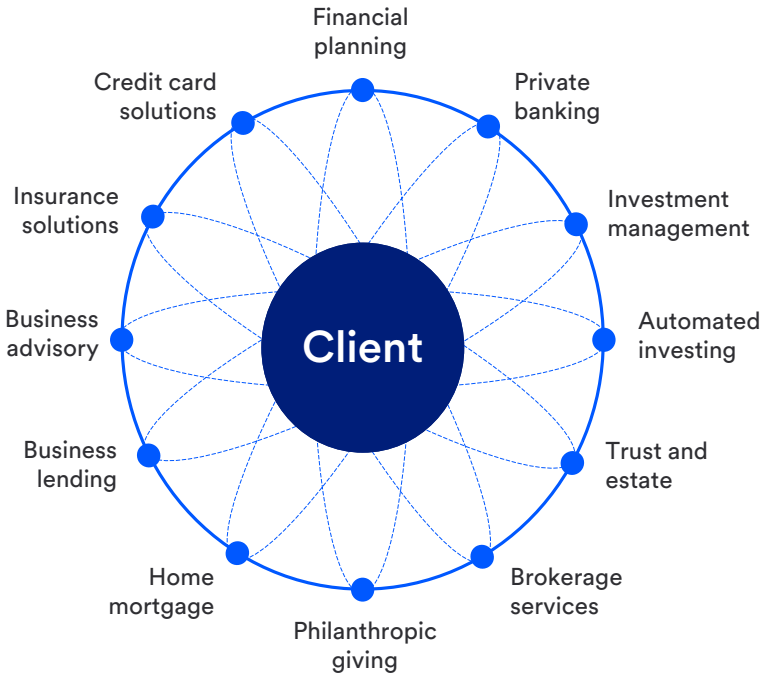 Financial
planning
Private
banking
Investment
management
Automated
investing
Trust and
estate
Brokerage
services
Philanthropic
giving
Home
mortgage
Business
lending
Business
advisory
Insurance
solutions
Credit card
solutions
Client